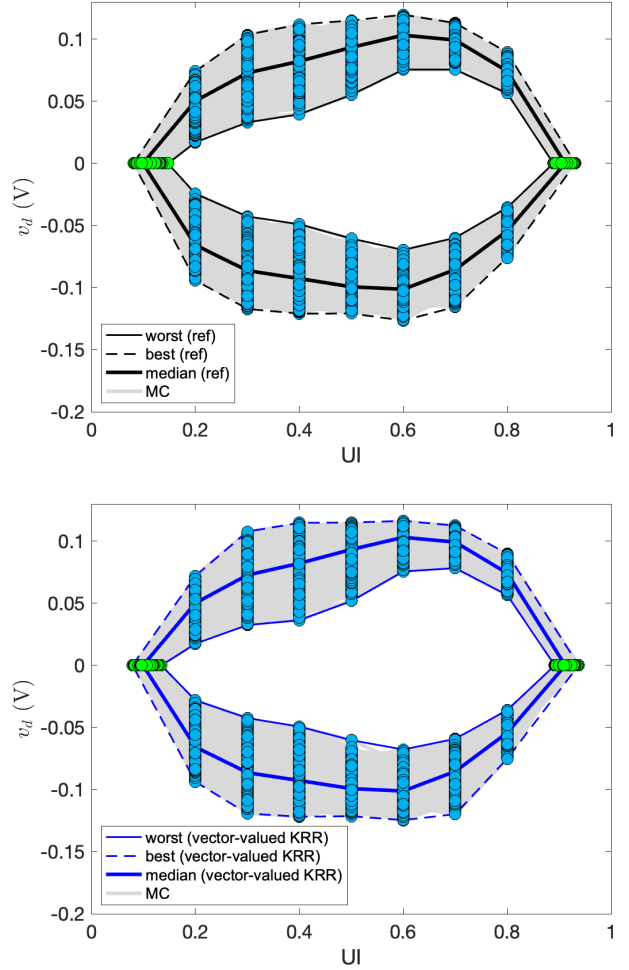 0.1
0.05
0
-0.05
-0.1
-0.15
-0.2
v_d (V)
worst (ref)
best (ref)
median (ref)
MC
0 0.2 0.4 0.6 0.8 1
UI
0.1
0.05
0
-0.05
-0.1
-0.15
-0.2
v_d (V)
worst (vector-valued KRR)
best (vector-valued KRR)
median (vector-valued KRR)
MC
0 0.2 0.4 0.6 0.8 1
UI